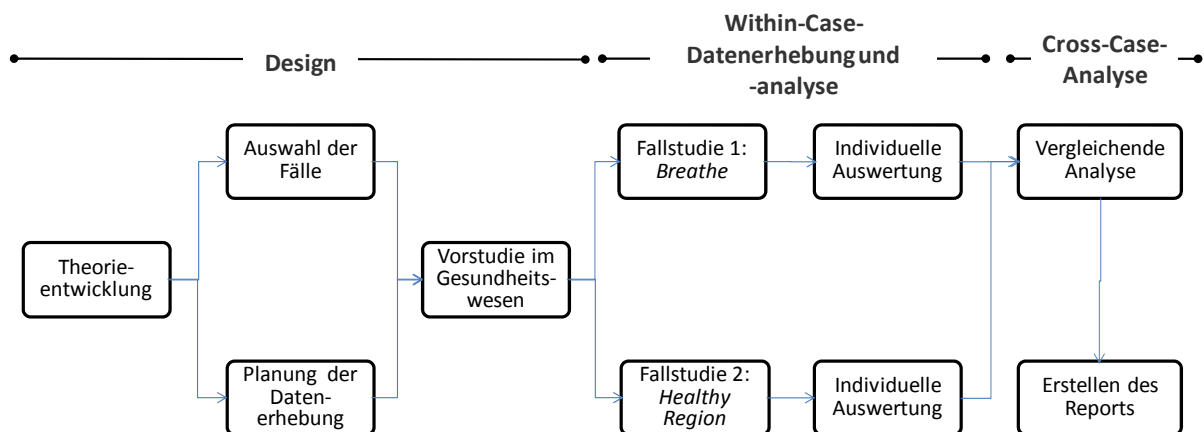 Design
Within-Case-
Datenerhebung und
-analyse
Cross-Case-
Analyse
Theorie-
entwicklung
Auswahl der
Fälle
Planung der
Daten-
erhebung
Vorstudie im
Gesundheits-
wesen
Fallstudie 1:
Breathe
Individuelle
Auswertung
Fallstudie 2:
Healthy
Region
Individuelle
Auswertung
Vergleichende
Analyse
Erstellen des
Reports